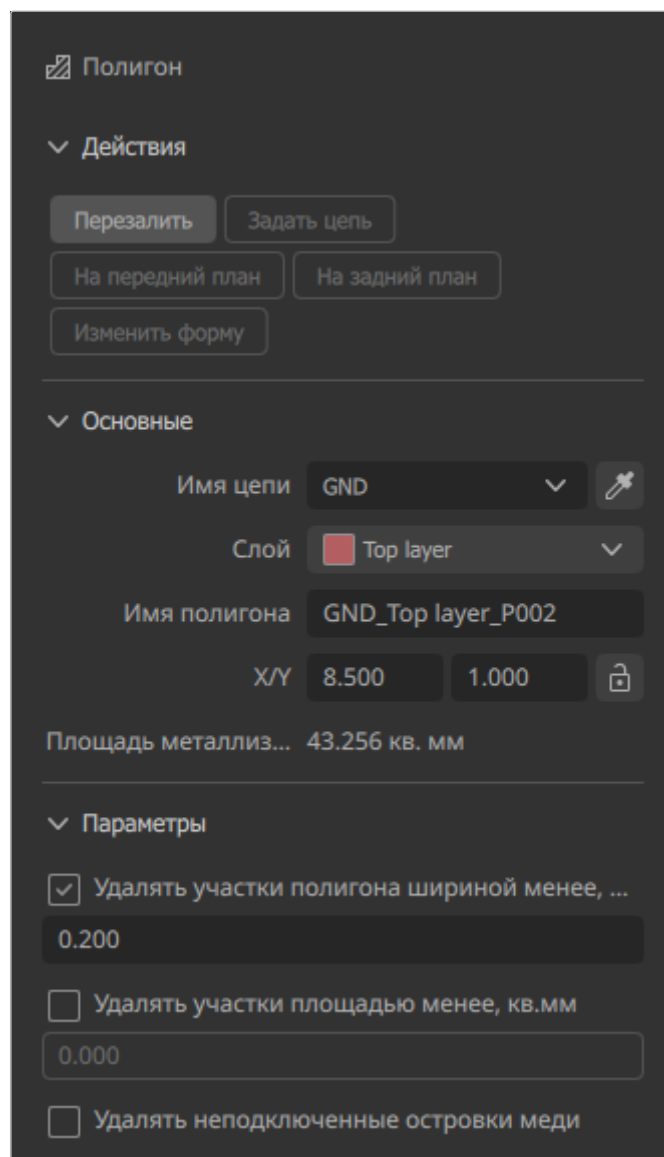 Полигон
Действия
Перезалить Задать цепь
На передний план На задний план
Изменить форму
Основные
Имя цепи GND
Слой Top layer
Имя полигона GND_Top layer_P002
X/Y 8.500 1.000
Площадь металлиз... 43.256 кв. мм
Параметры
Удалять участки полигона шириной менее, ...
0.200
Удалять участки площадью менее, кв.мм
0.000
Удалять неподключенные островки меди